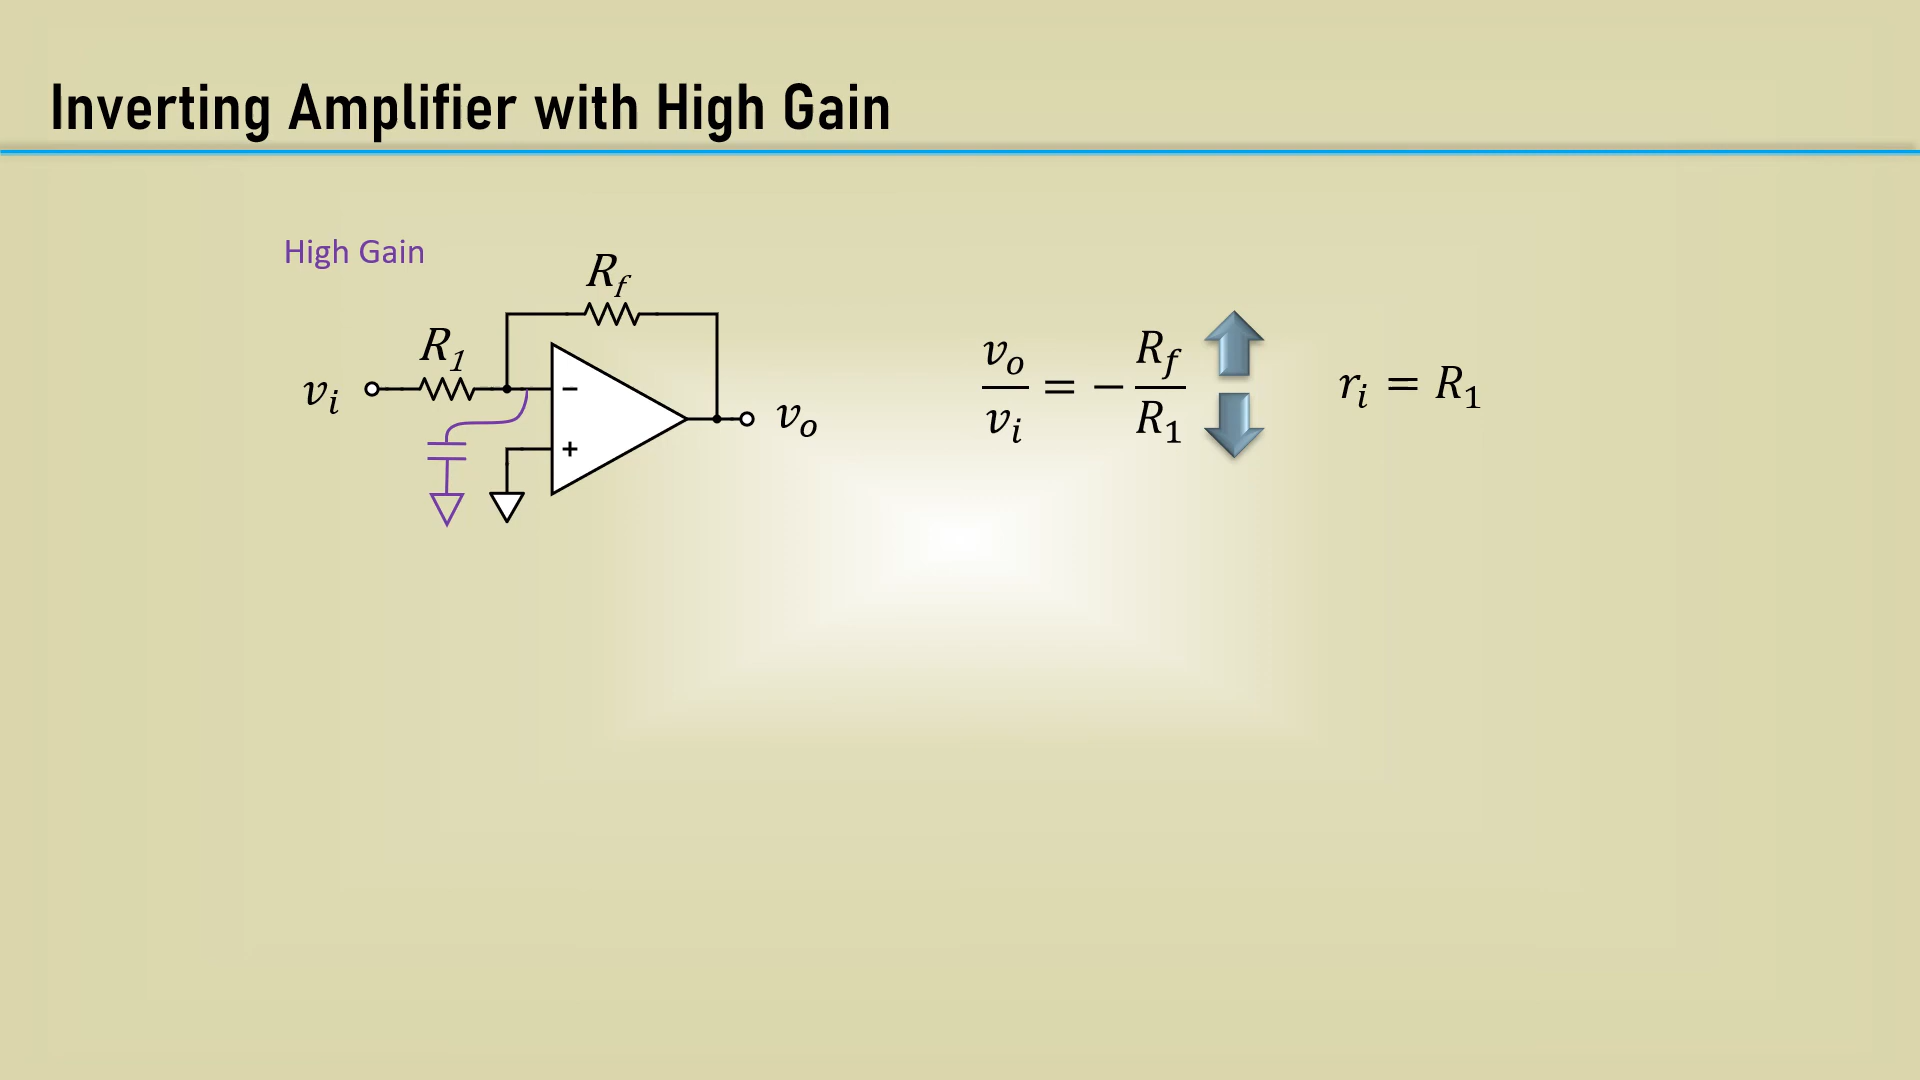 Inverting Amplifier with High Gain
High Gain
R_f
R_1
v_i
−
+
v_o
v_o/v_i = −R_f/R_1
r_i = R_1